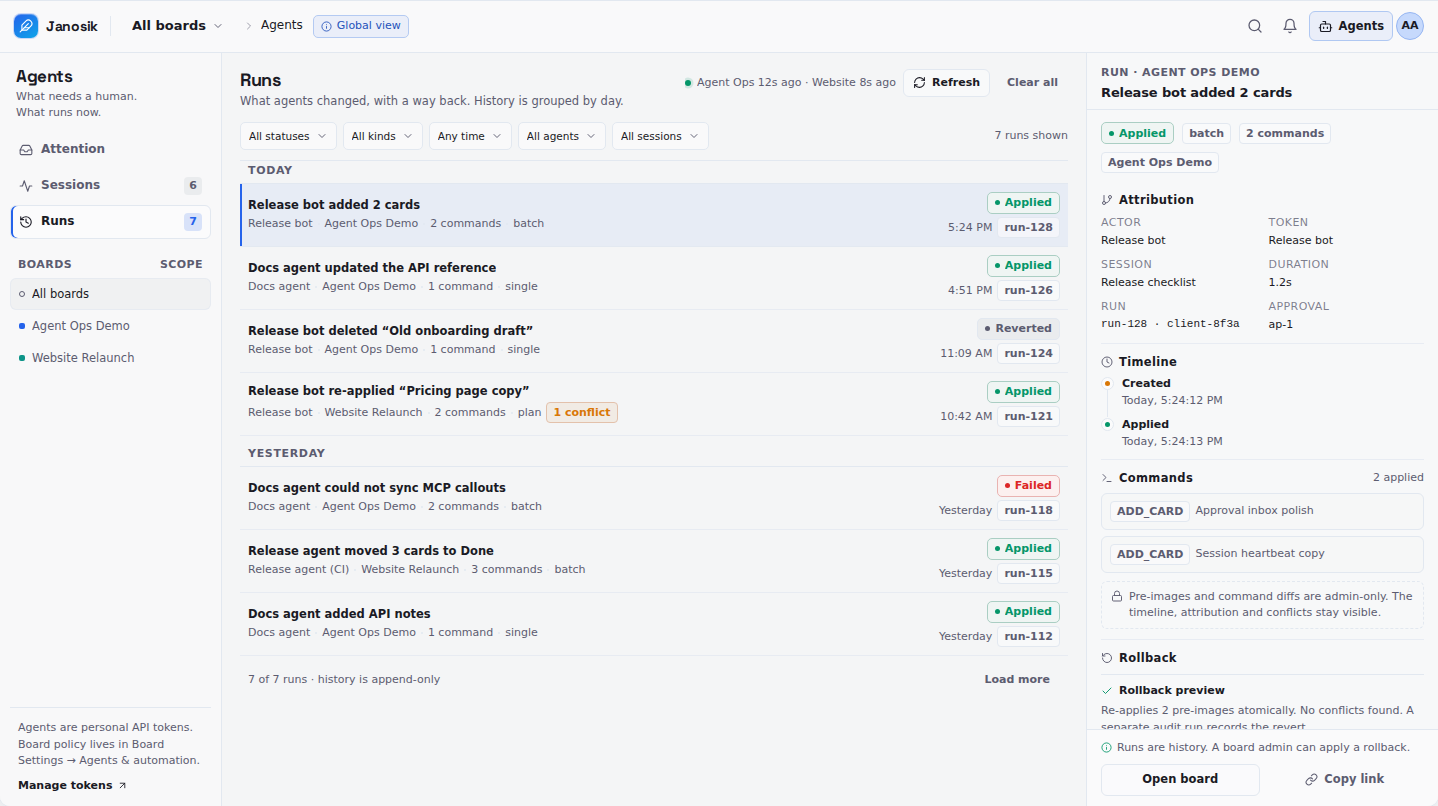 Janosik
All boards
Agents
Global view
Agents
AA
Agents
What needs a human.
What runs now.
Attention
Sessions 6
Runs 7
BOARDS SCOPE
All boards
Agent Ops Demo
Website Relaunch
Agents are personal API tokens.
Board policy lives in Board
Settings → Agents & automation.
Manage tokens ↗
Runs
What agents changed, with a way back. History is grouped by day.
Agent Ops 12s ago · Website 8s ago
Refresh
Clear all
All statuses
All kinds
Any time
All agents
All sessions
7 runs shown
TODAY
Release bot added 2 cards
Release bot · Agent Ops Demo · 2 commands · batch
Applied
5:24 PM run-128
Docs agent updated the API reference
Docs agent · Agent Ops Demo · 1 command · single
Applied
4:51 PM run-126
Release bot deleted “Old onboarding draft”
Release bot · Agent Ops Demo · 1 command · single
Reverted
11:09 AM run-124
Release bot re-applied “Pricing page copy”
Release bot · Website Relaunch · 2 commands · plan 1 conflict
Applied
10:42 AM run-121
YESTERDAY
Docs agent could not sync MCP callouts
Docs agent · Agent Ops Demo · 2 commands · batch
Failed
Yesterday run-118
Release agent moved 3 cards to Done
Release agent (CI) · Website Relaunch · 3 commands · batch
Applied
Yesterday run-115
Docs agent added API notes
Docs agent · Agent Ops Demo · 1 command · single
Applied
Yesterday run-112
7 of 7 runs · history is append-only
Load more
RUN · AGENT OPS DEMO
Release bot added 2 cards
Applied
batch
2 commands
Agent Ops Demo
Attribution
ACTOR TOKEN
Release bot Release bot
SESSION DURATION
Release checklist 1.2s
RUN APPROVAL
run-128 · client-8f3a ap-1
Timeline
Created
Today, 5:24:12 PM
Applied
Today, 5:24:13 PM
Commands 2 applied
ADD_CARD Approval inbox polish
ADD_CARD Session heartbeat copy
Pre-images and command diffs are admin-only. The
timeline, attribution and conflicts stay visible.
Rollback
Rollback preview
Re-applies 2 pre-images atomically. No conflicts found. A
separate audit run records the revert.
Runs are history. A board admin can apply a rollback.
Open board
Copy link